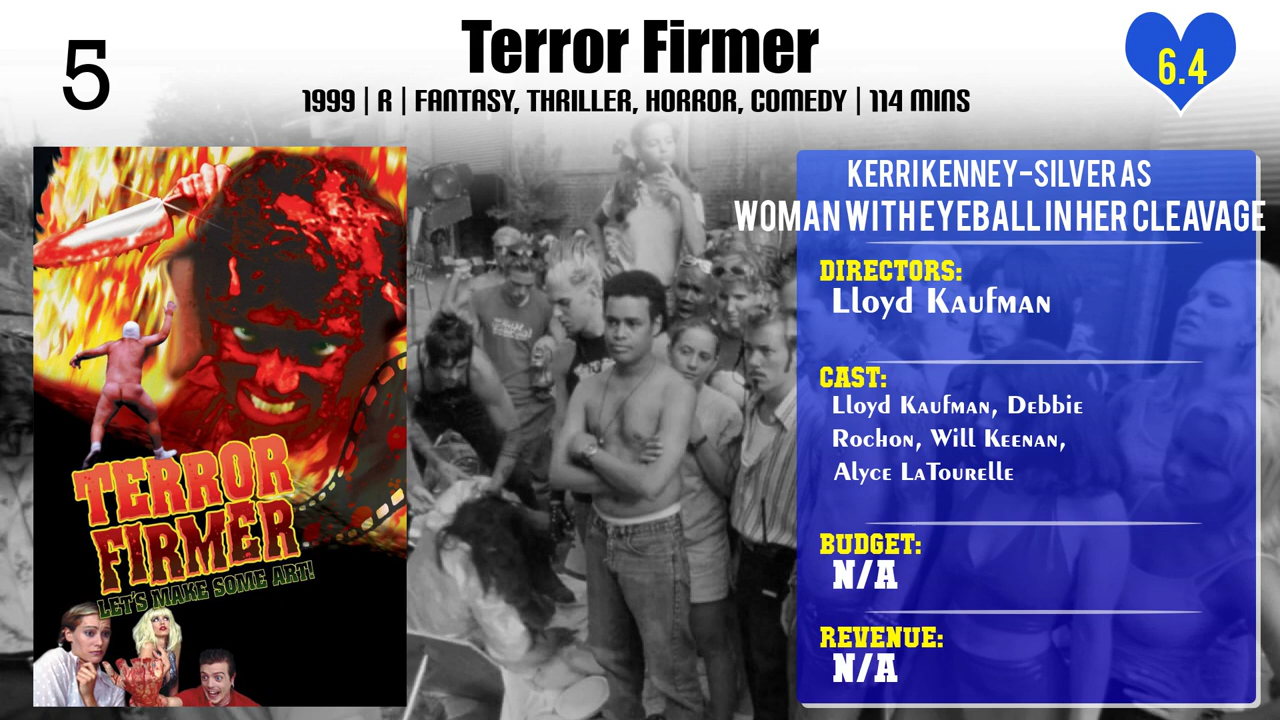 5
Terror Firmer
6.4
1999 | R | FANTASY, THRILLER, HORROR, COMEDY | 114 MINS
TERROR
FIRMER
LET'S MAKE SOME ART!
KERRI KENNEY-SILVER AS
WOMAN WITH EYEBALL IN HER CLEAVAGE
DIRECTORS:
Lloyd Kaufman
CAST:
Lloyd Kaufman, Debbie
Rochon, Will Keenan,
Alyce LaTourelle
BUDGET:
N/A
REVENUE:
N/A